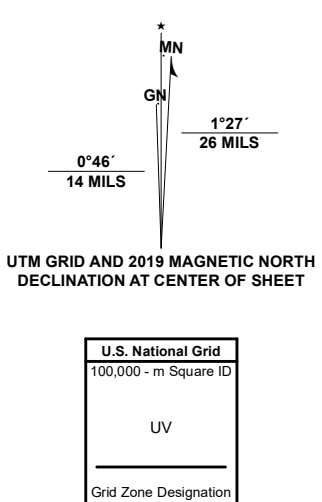 MN
GN
1°27´
26 MILS
0°46´
14 MILS
UTM GRID AND 2019 MAGNETIC NORTH
DECLINATION AT CENTER OF SHEET
U.S. National Grid
100,000 - m Square ID
UV
Grid Zone Designation